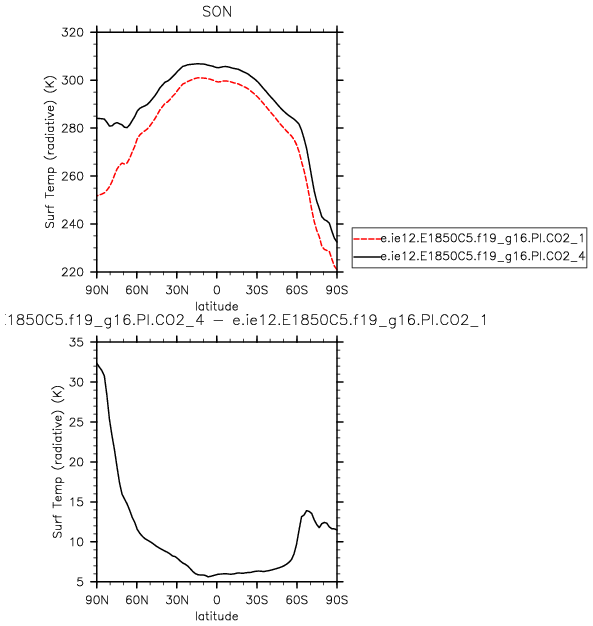 SON
320
300
280
260
240
220
Surf Temp (radiative) (K)
90N 60N 30N 0 30S 60S 90S
latitude
e.ie12.E1850C5.f19_g16.PI.CO2_1
e.ie12.E1850C5.f19_g16.PI.CO2_4
.1850C5.f19_g16.PI.CO2_4 — e.ie12.E1850C5.f19_g16.PI.CO2_1
35
30
25
20
15
10
5
Surf Temp (radiative) (K)
90N 60N 30N 0 30S 60S 90S
latitude